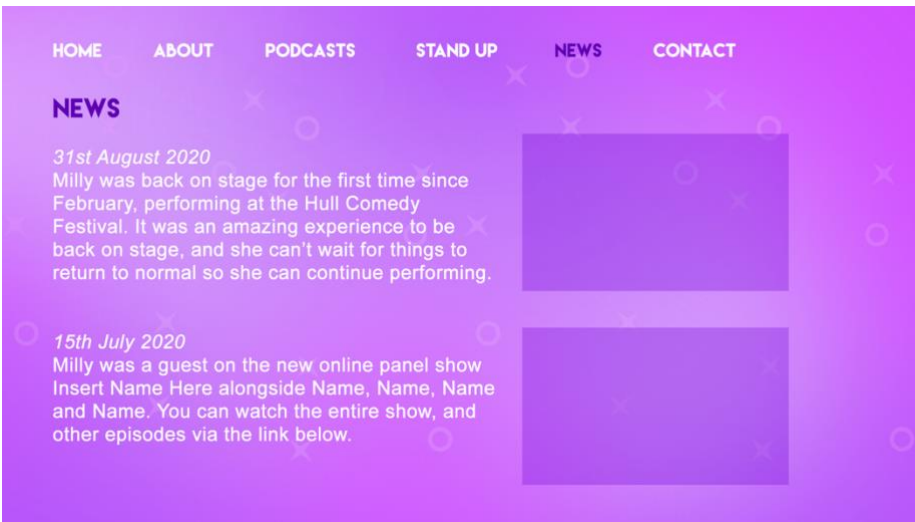 HOME ABOUT PODCASTS STAND UP NEWS CONTACT
NEWS
31st August 2020
Milly was back on stage for the first time since
February, performing at the Hull Comedy
Festival. It was an amazing experience to be
back on stage, and she can’t wait for things to
return to normal so she can continue performing.
15th July 2020
Milly was a guest on the new online panel show
Insert Name Here alongside Name, Name, Name
and Name. You can watch the entire show, and
other episodes via the link below.